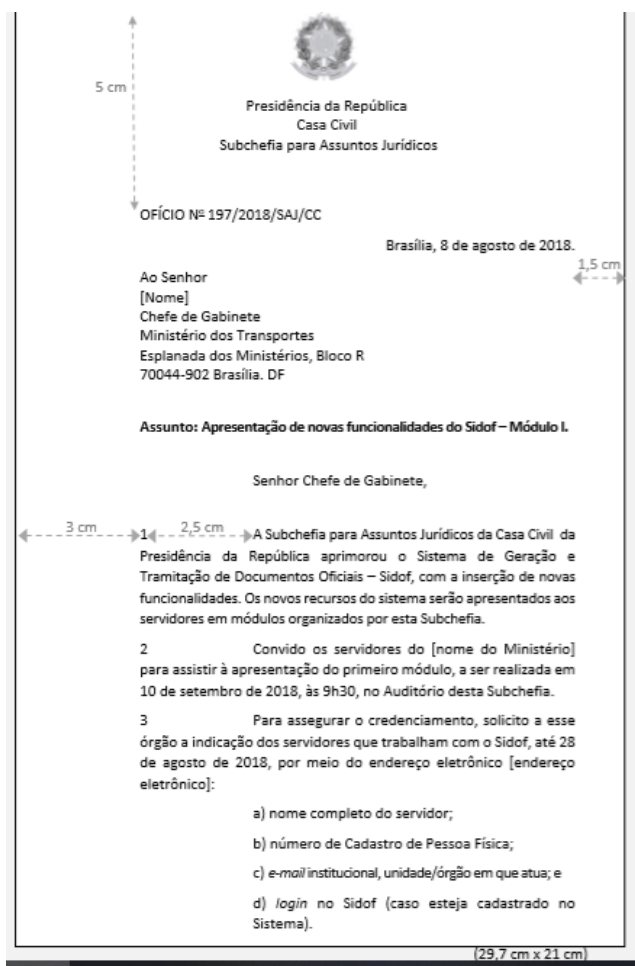 5 cm
Presidência da República
Casa Civil
Subchefia para Assuntos Jurídicos
OFÍCIO Nº 197/2018/SAJ/CC
Brasília, 8 de agosto de 2018.
1,5 cm
Ao Senhor
[Nome]
Chefe de Gabinete
Ministério dos Transportes
Esplanada dos Ministérios, Bloco R
70044-902 Brasília. DF
Assunto: Apresentação de novas funcionalidades do Sidof – Módulo I.
Senhor Chefe de Gabinete,
3 cm 1 2,5 cm A Subchefia para Assuntos Jurídicos da Casa Civil da
Presidência da República aprimorou o Sistema de Geração e
Tramitação de Documentos Oficiais – Sidof, com a inserção de novas
funcionalidades. Os novos recursos do sistema serão apresentados aos
servidores em módulos organizados por esta Subchefia.
2 Convido os servidores do [nome do Ministério]
para assistir à apresentação do primeiro módulo, a ser realizada em
10 de setembro de 2018, às 9h30, no Auditório desta Subchefia.
3 Para assegurar o credenciamento, solicito a esse
órgão a indicação dos servidores que trabalham com o Sidof, até 28
de agosto de 2018, por meio do endereço eletrônico [endereço
eletrônico]:
a) nome completo do servidor;
b) número de Cadastro de Pessoa Física;
c) e-mail institucional, unidade/órgão em que atua; e
d) login no Sidof (caso esteja cadastrado no
Sistema).
(29,7 cm x 21 cm)